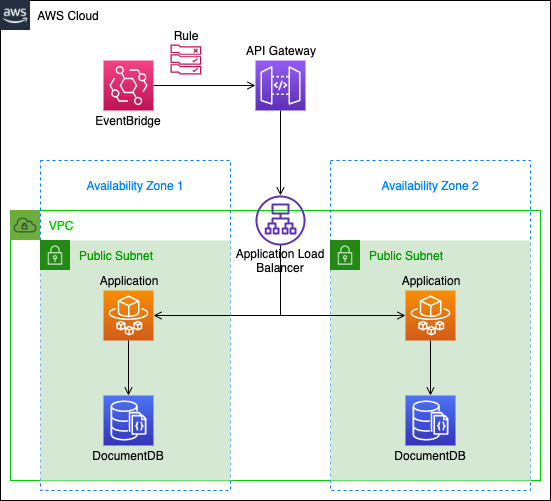 aws
AWS Cloud
Rule
API Gateway
EventBridge
Availability Zone 1
Availability Zone 2
VPC
Public Subnet
Application Load
Balancer
Public Subnet
Application
Application
DocumentDB
DocumentDB